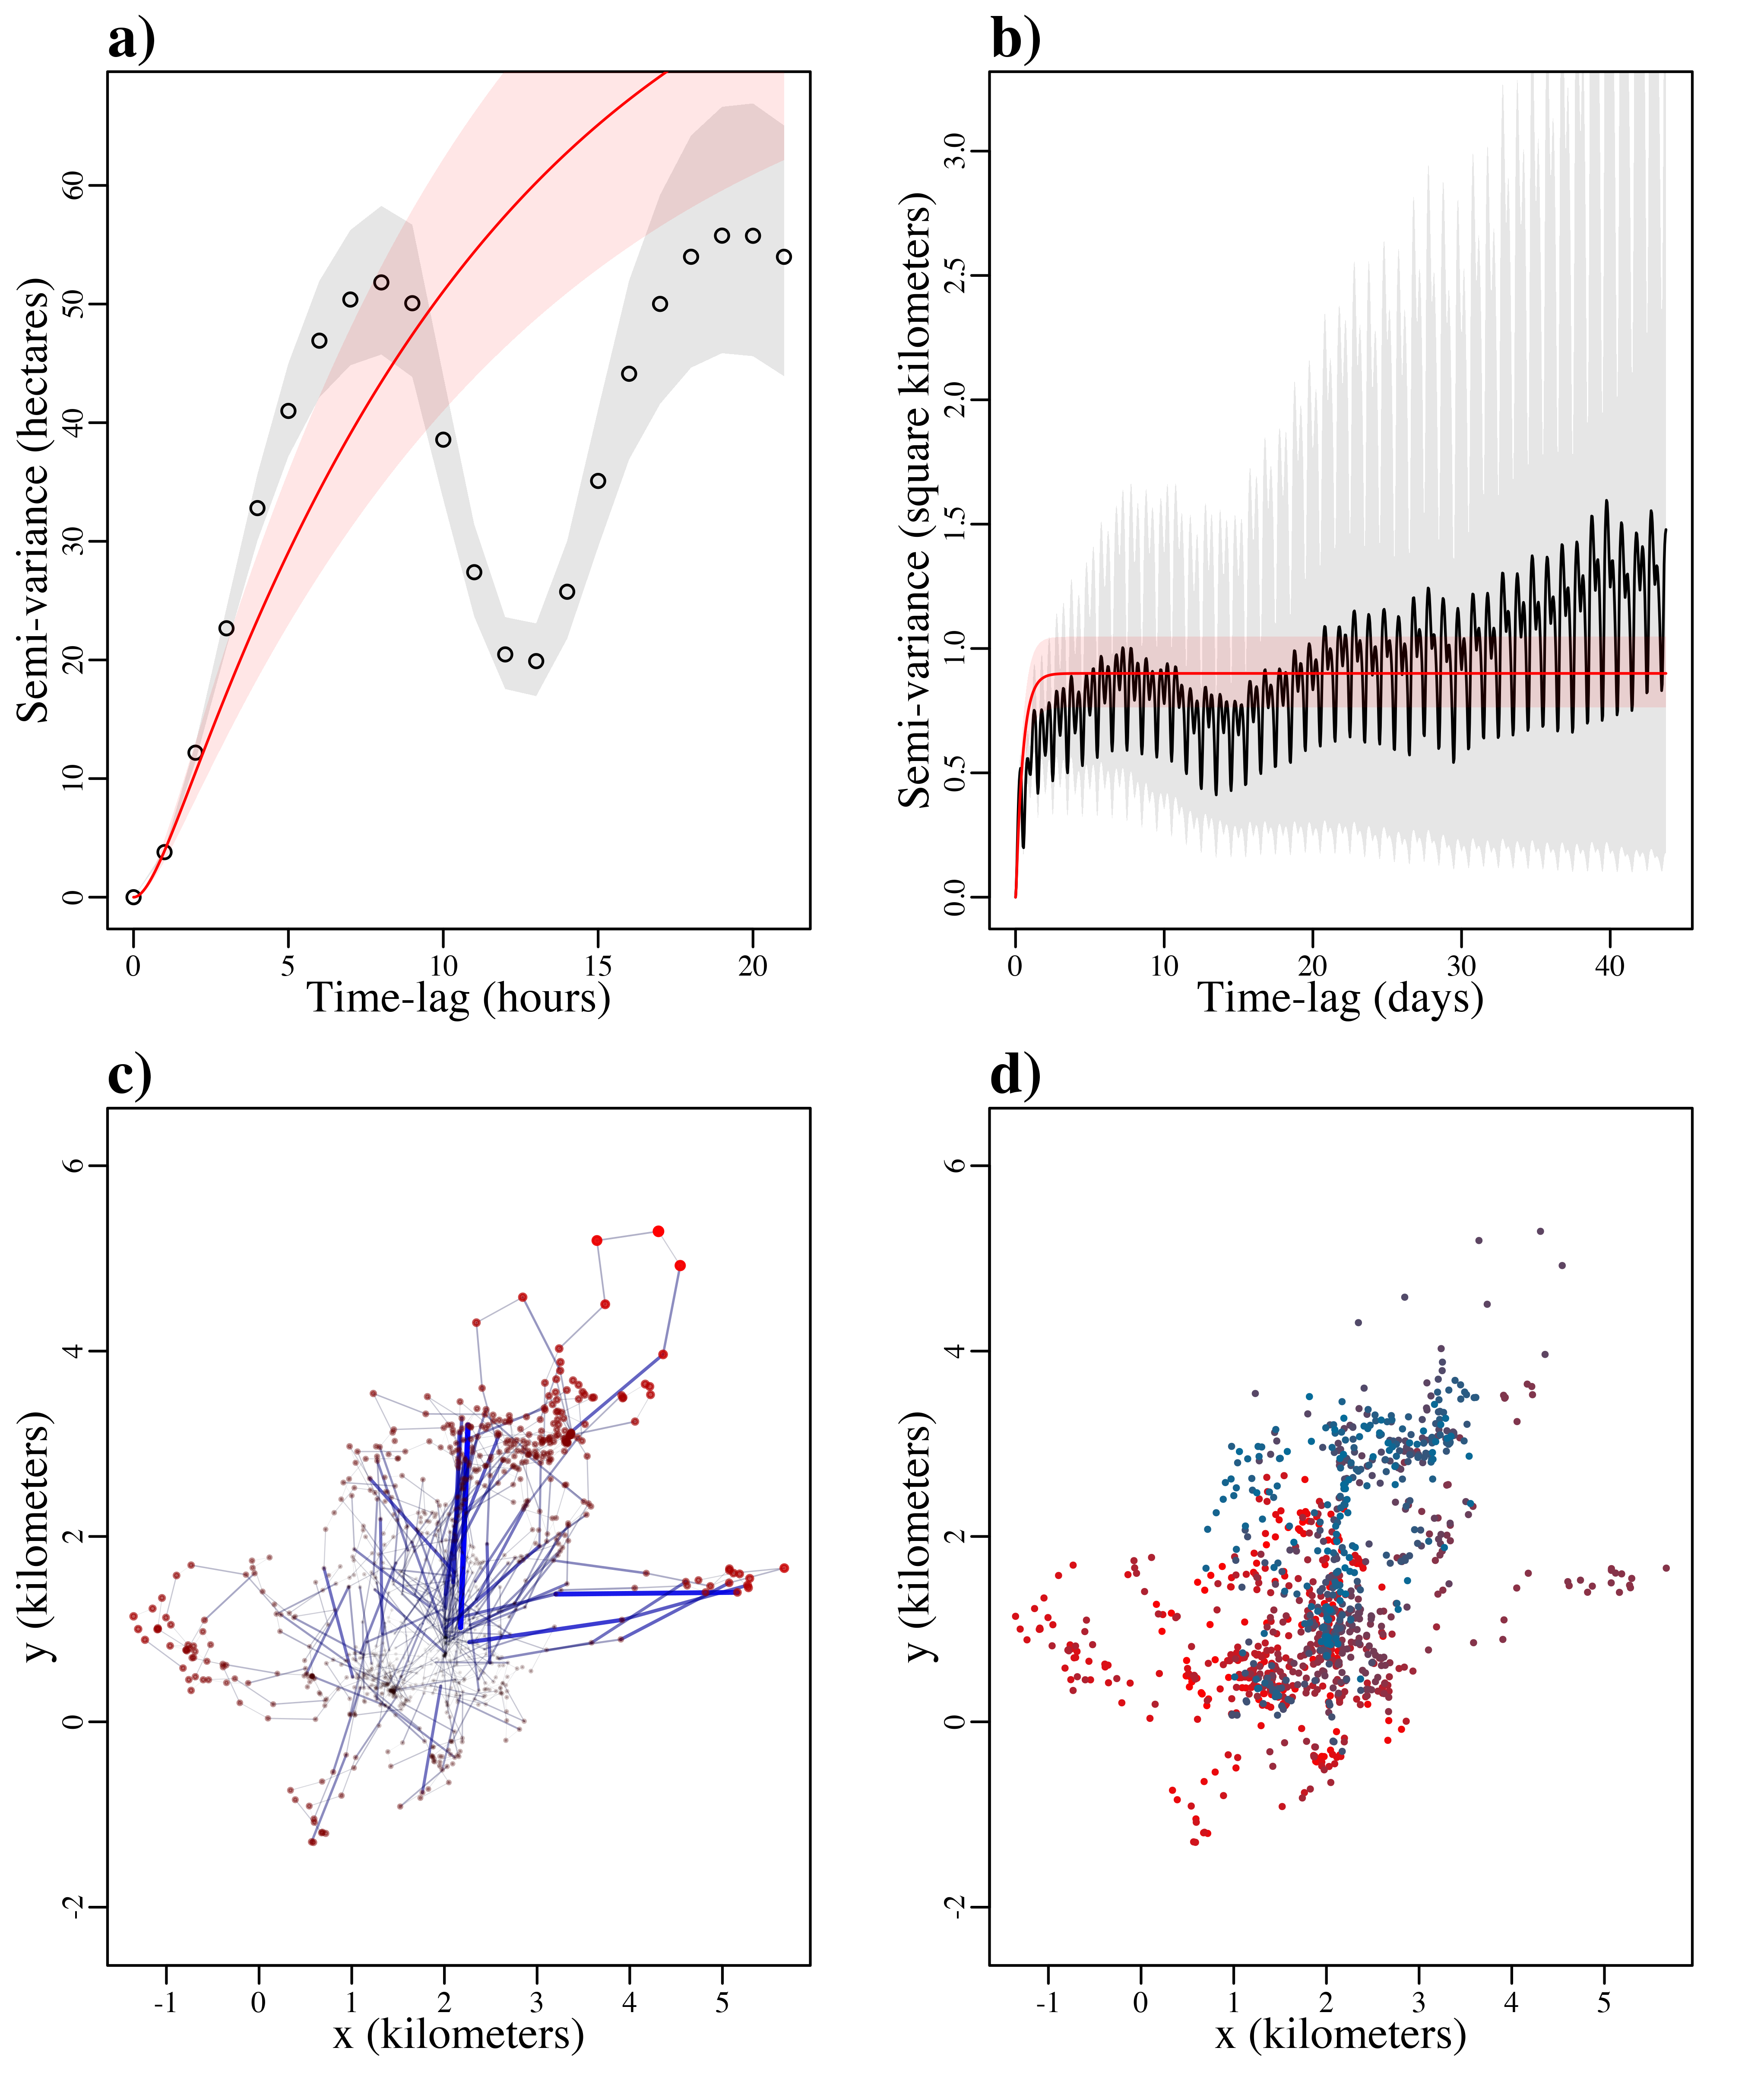 a)
Semi-variance (hectares)
0 10 20 30 40 50 60
0 5 10 15 20
Time-lag (hours)
b)
Semi-variance (square kilometers)
0.0 0.5 1.0 1.5 2.0 2.5 3.0
0 10 20 30 40
Time-lag (days)
c)
y (kilometers)
-2 0 2 4 6
-1 0 1 2 3 4 5
x (kilometers)
d)
y (kilometers)
-2 0 2 4 6
-1 0 1 2 3 4 5
x (kilometers)